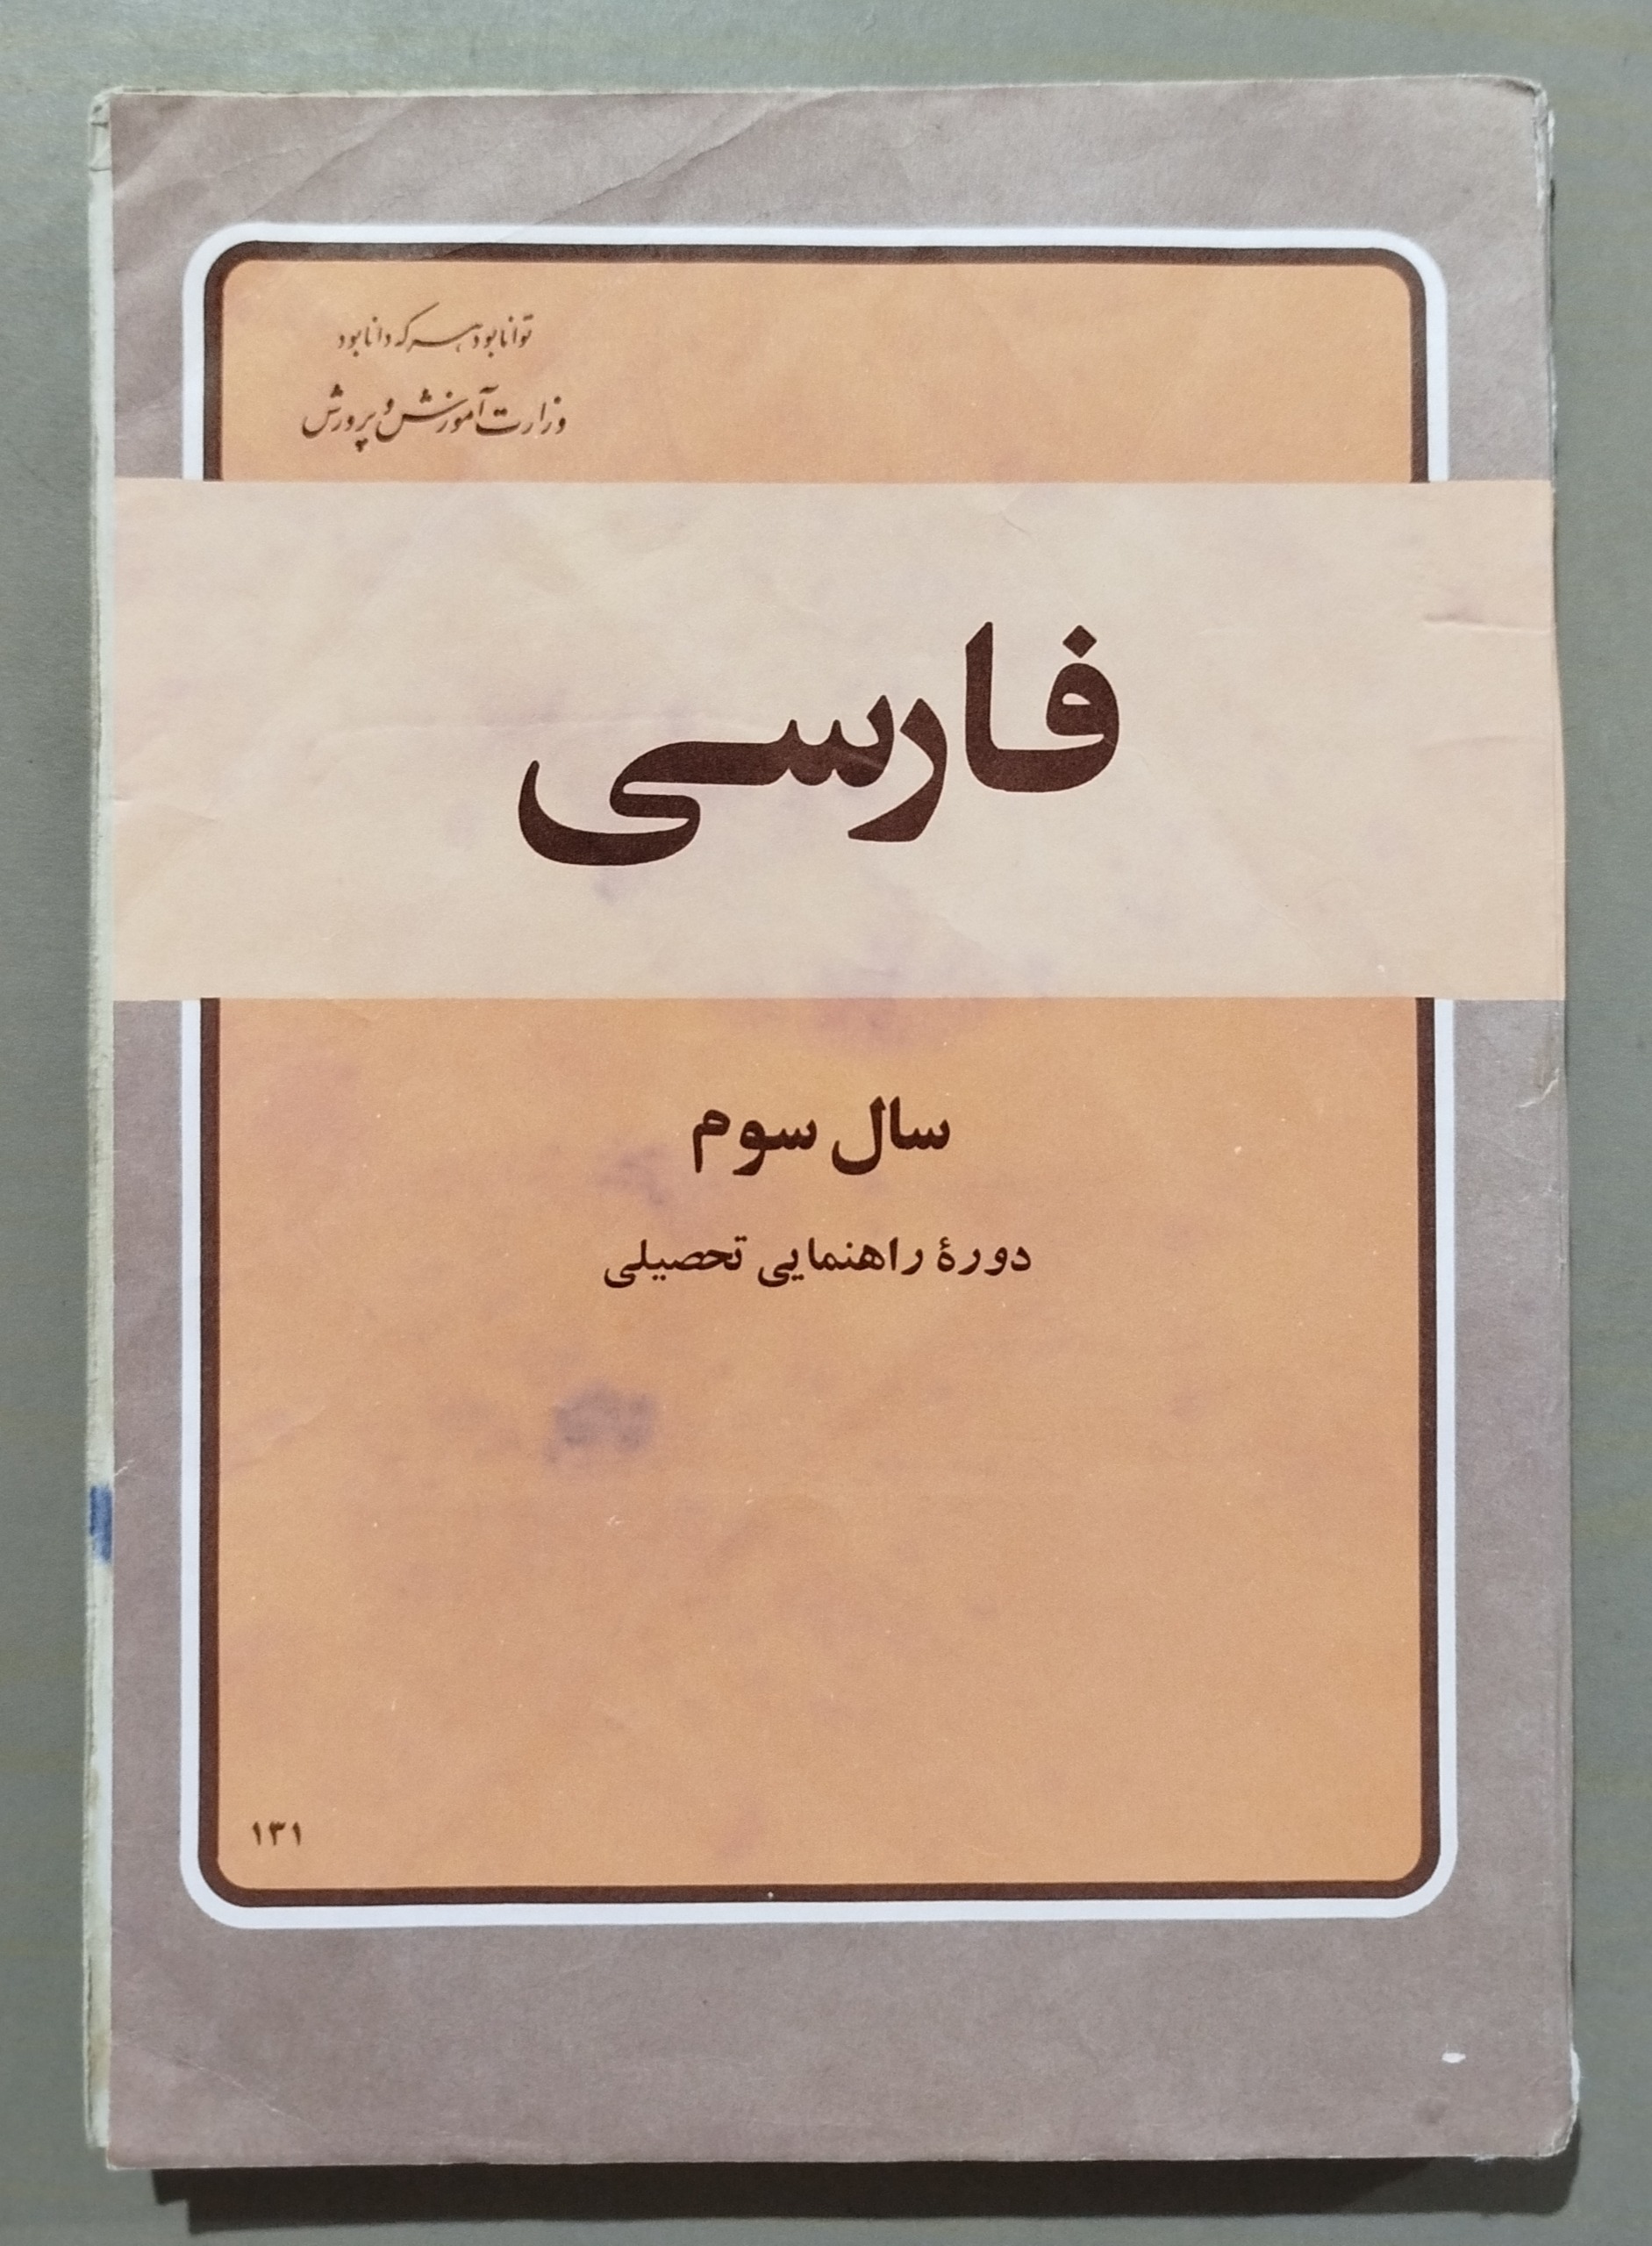 توانا بود هر که دانا بود
وزارت آموزش و پرورش
فارسی
سال سوم
دورهٔ راهنمایی تحصیلی
۱۳۱